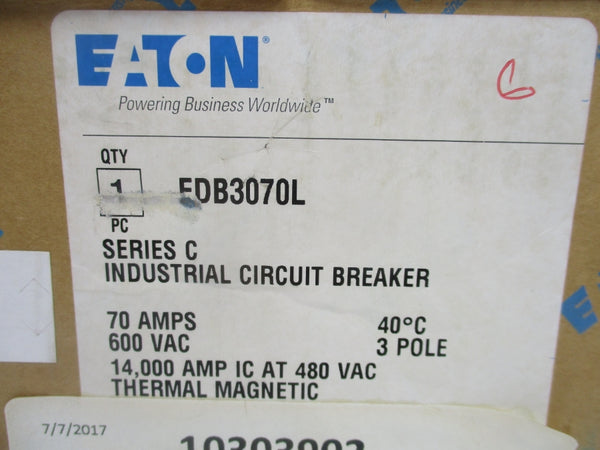 EATON®
Powering Business Worldwide™
QTY
1
FDB3070L
PC
SERIES C
INDUSTRIAL CIRCUIT BREAKER
70 AMPS
40°C
600 VAC
3 POLE
14,000 AMP IC AT 480 VAC
THERMAL MAGNETIC
7/7/2017